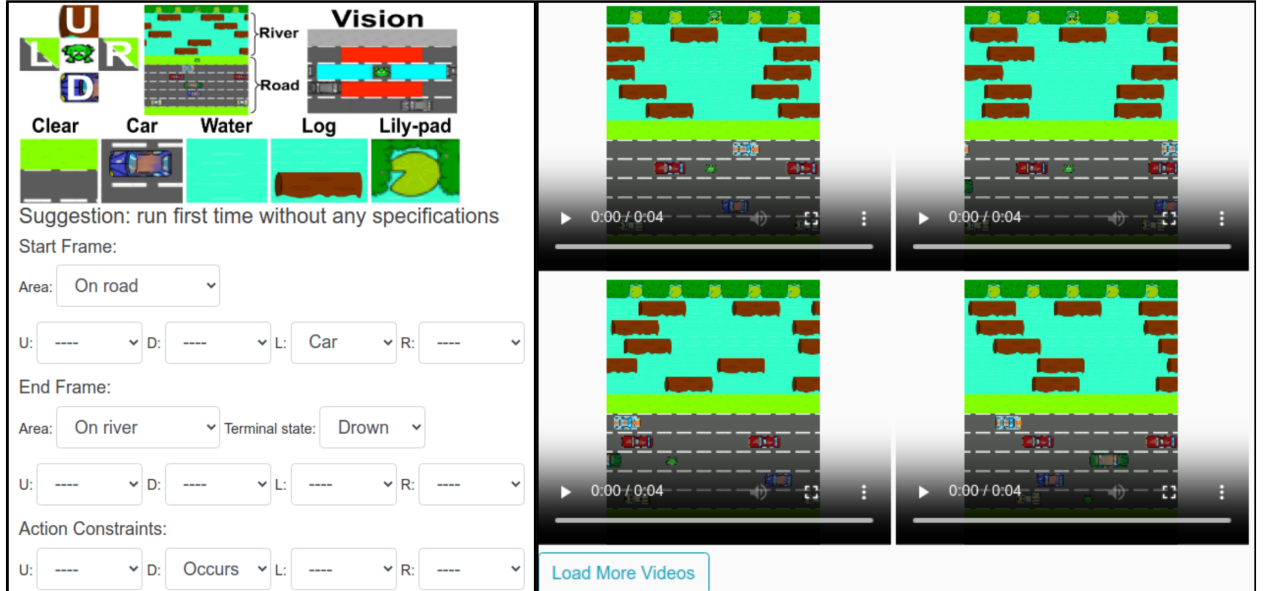 U
L R
D
River
Road
Vision
Clear Car Water Log Lily-pad
Suggestion: run first time without any specifications
Start Frame:
Area: On road
U: ---- D: ---- L: Car R: ----
End Frame:
Area: On river Terminal state: Drown
U: ---- D: ---- L: ---- R: ----
Action Constraints:
U: ---- D: Occurs L: ---- R: ----
0:00 / 0:04
0:00 / 0:04
0:00 / 0:04
0:00 / 0:04
Load More Videos